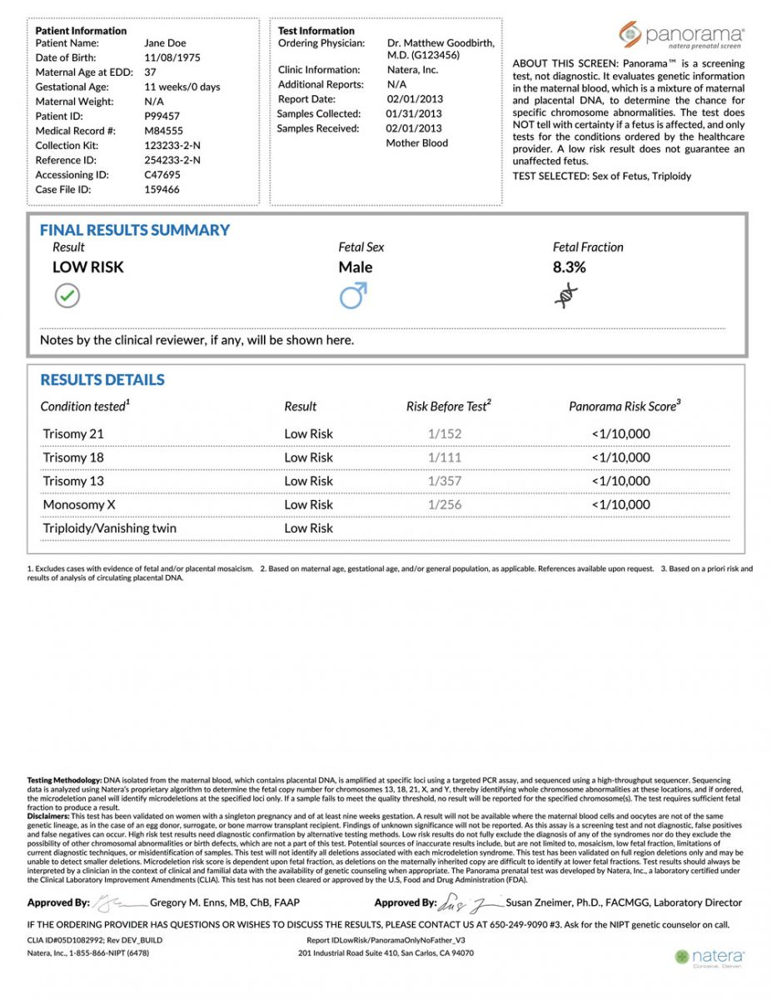 Patient Information
Patient Name: Jane Doe
Date of Birth: 11/08/1975
Maternal Age at EDD: 37
Gestational Age: 11 weeks/0 days
Maternal Weight: N/A
Patient ID: P99457
Medical Record #: M84555
Collection Kit: 123233-2-N
Reference ID: 254233-2-N
Accessioning ID: C47695
Case File ID: 159466
Test Information
Ordering Physician: Dr. Matthew Goodbirth,
M.D. (G123456)
Clinic Information: Natera, Inc.
Additional Reports: N/A
Report Date: 02/01/2013
Samples Collected: 01/31/2013
Samples Received: 02/01/2013
Mother Blood
panorama
natera prenatal screen
ABOUT THIS SCREEN: Panorama™ is a screening
test, not diagnostic. It evaluates genetic information
in the maternal blood, which is a mixture of maternal
and placental DNA, to determine the chance for
specific chromosome abnormalities. The test does
NOT tell with certainty if a fetus is affected, and only
tests for the conditions ordered by the healthcare
provider. A low risk result does not guarantee an
unaffected fetus.
TEST SELECTED: Sex of Fetus, Triploidy
FINAL RESULTS SUMMARY
Result Fetal Sex Fetal Fraction
LOW RISK Male 8.3%
Notes by the clinical reviewer, if any, will be shown here.
RESULTS DETAILS
Condition tested1 Result Risk Before Test2 Panorama Risk Score3
Trisomy 21 Low Risk 1/152 <1/10,000
Trisomy 18 Low Risk 1/111 <1/10,000
Trisomy 13 Low Risk 1/357 <1/10,000
Monosomy X Low Risk 1/256 <1/10,000
Triploidy/Vanishing twin Low Risk
1. Excludes cases with evidence of fetal and/or placental mosaicism. 2. Based on maternal age, gestational age, and/or general population, as applicable. References available upon request. 3. Based on a priori risk and
results of analysis of circulating placental DNA.
Testing Methodology: DNA isolated from the maternal blood, which contains placental DNA, is amplified at specific loci using a targeted PCR assay, and sequenced using a high-throughput sequencer. Sequencing
data is analyzed using Natera's proprietary algorithm to determine the fetal copy number for chromosomes 13, 18, 21, X, and Y, thereby identifying whole chromosome abnormalities at these locations, and if ordered,
the microdeletion panel will identify microdeletions at the specified loci only. If a sample fails to meet the quality threshold, no result will be reported for the specified chromosome(s). The test requires sufficient fetal
fraction to produce a result.
Disclaimers: This test has been validated on women with a singleton pregnancy and of at least nine weeks gestation. A result will not be available where the maternal blood cells and oocytes are not of the same
genetic lineage, as in the case of an egg donor, surrogate, or bone marrow transplant recipient. Findings of unknown significance will not be reported. As this assay is a screening test and not diagnostic, false positives
and false negatives can occur. High risk test results need diagnostic confirmation by alternative testing methods. Low risk results do not fully exclude the diagnosis of any of the syndromes nor do they exclude the
possibility of other chromosomal abnormalities or birth defects, which are not a part of this test. Potential sources of inaccurate results include, but are not limited to, mosaicism, low fetal fraction, limitations of
current diagnostic techniques, or misidentification of samples. This test will not identify all deletions associated with each microdeletion syndrome. This test has been validated on full region deletions only and may be
unable to detect smaller deletions. Microdeletion risk score is dependent upon fetal fraction, as deletions on the maternally inherited copy are difficult to identify at lower fetal fractions. Test results should always be
interpreted by a clinician in the context of clinical and familial data with the availability of genetic counseling when appropriate. The Panorama prenatal test was developed by Natera, Inc., a laboratory certified under
the Clinical Laboratory Improvement Amendments (CLIA). This test has not been cleared or approved by the U.S, Food and Drug Administration (FDA).
Approved By: Gregory M. Enns, MB, ChB, FAAP Approved By: Susan Zneimer, Ph.D., FACMGG, Laboratory Director
IF THE ORDERING PROVIDER HAS QUESTIONS OR WISHES TO DISCUSS THE RESULTS, PLEASE CONTACT US AT 650-249-9090 #3. Ask for the NIPT genetic counselor on call.
CLIA ID#05D1082992; Rev DEV_BUILD Report IDLowRisk/PanoramaOnlyNoFather_V3
Natera, Inc., 1-855-866-NIPT (6478) 201 Industrial Road Suite 410, San Carlos, CA 94070
natera
Conceive. Deliver.